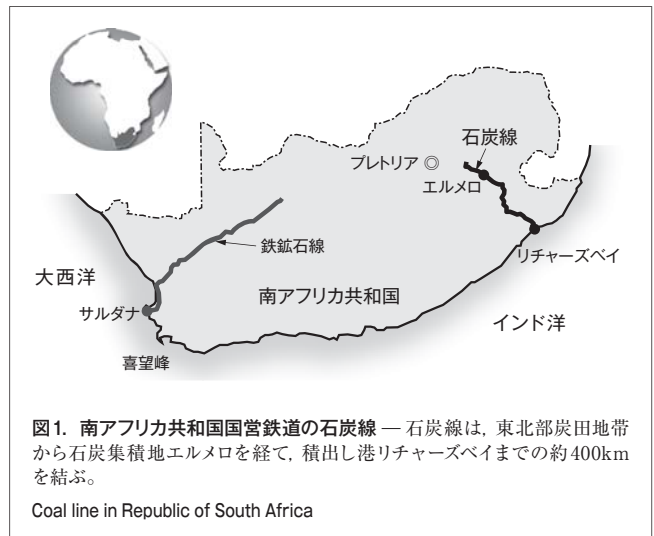 石炭線
プレトリア ◎
エルメロ
鉄鉱石線
リチャーズベイ
大西洋
南アフリカ共和国
サルダナ
インド洋
喜望峰
図1. 南アフリカ共和国国営鉄道の石炭線 — 石炭線は, 東北部炭田地帯
から石炭集積地エルメロを経て, 積出し港リチャーズベイまでの約400km
を結ぶ。
Coal line in Republic of South Africa